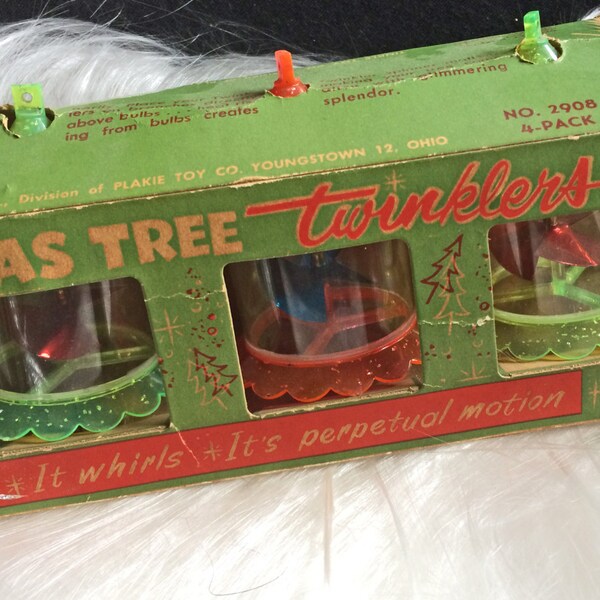 above bulbs . . . 
ing from bulbs creates
shimmering
splendor.
NO. 2908
4-PACK
Division of PLAKIE TOY CO. YOUNGSTOWN 12, OHIO
AS TREE twinklers
It whirls It's perpetual motion